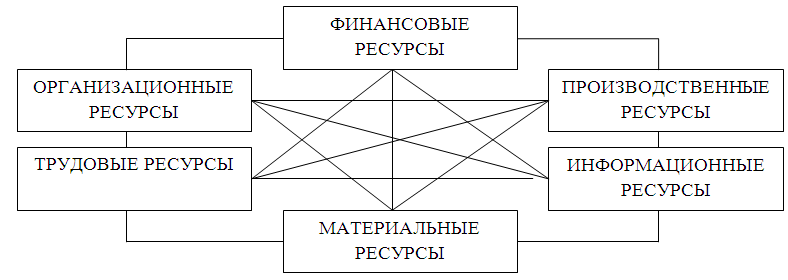 ФИНАНСОВЫЕ
РЕСУРСЫ
ОРГАНИЗАЦИОННЫЕ
РЕСУРСЫ
ПРОИЗВОДСТВЕННЫЕ
РЕСУРСЫ
ТРУДОВЫЕ РЕСУРСЫ
ИНФОРМАЦИОННЫЕ
РЕСУРСЫ
МАТЕРИАЛЬНЫЕ
РЕСУРСЫ